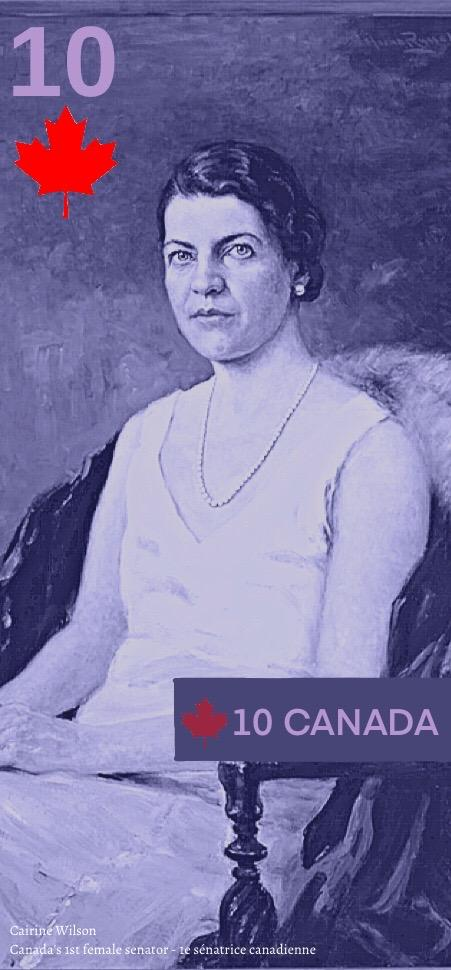 10
10 CANADA
Cairine Wilson
Canada's 1st female senator - 1e sénatrice canadienne